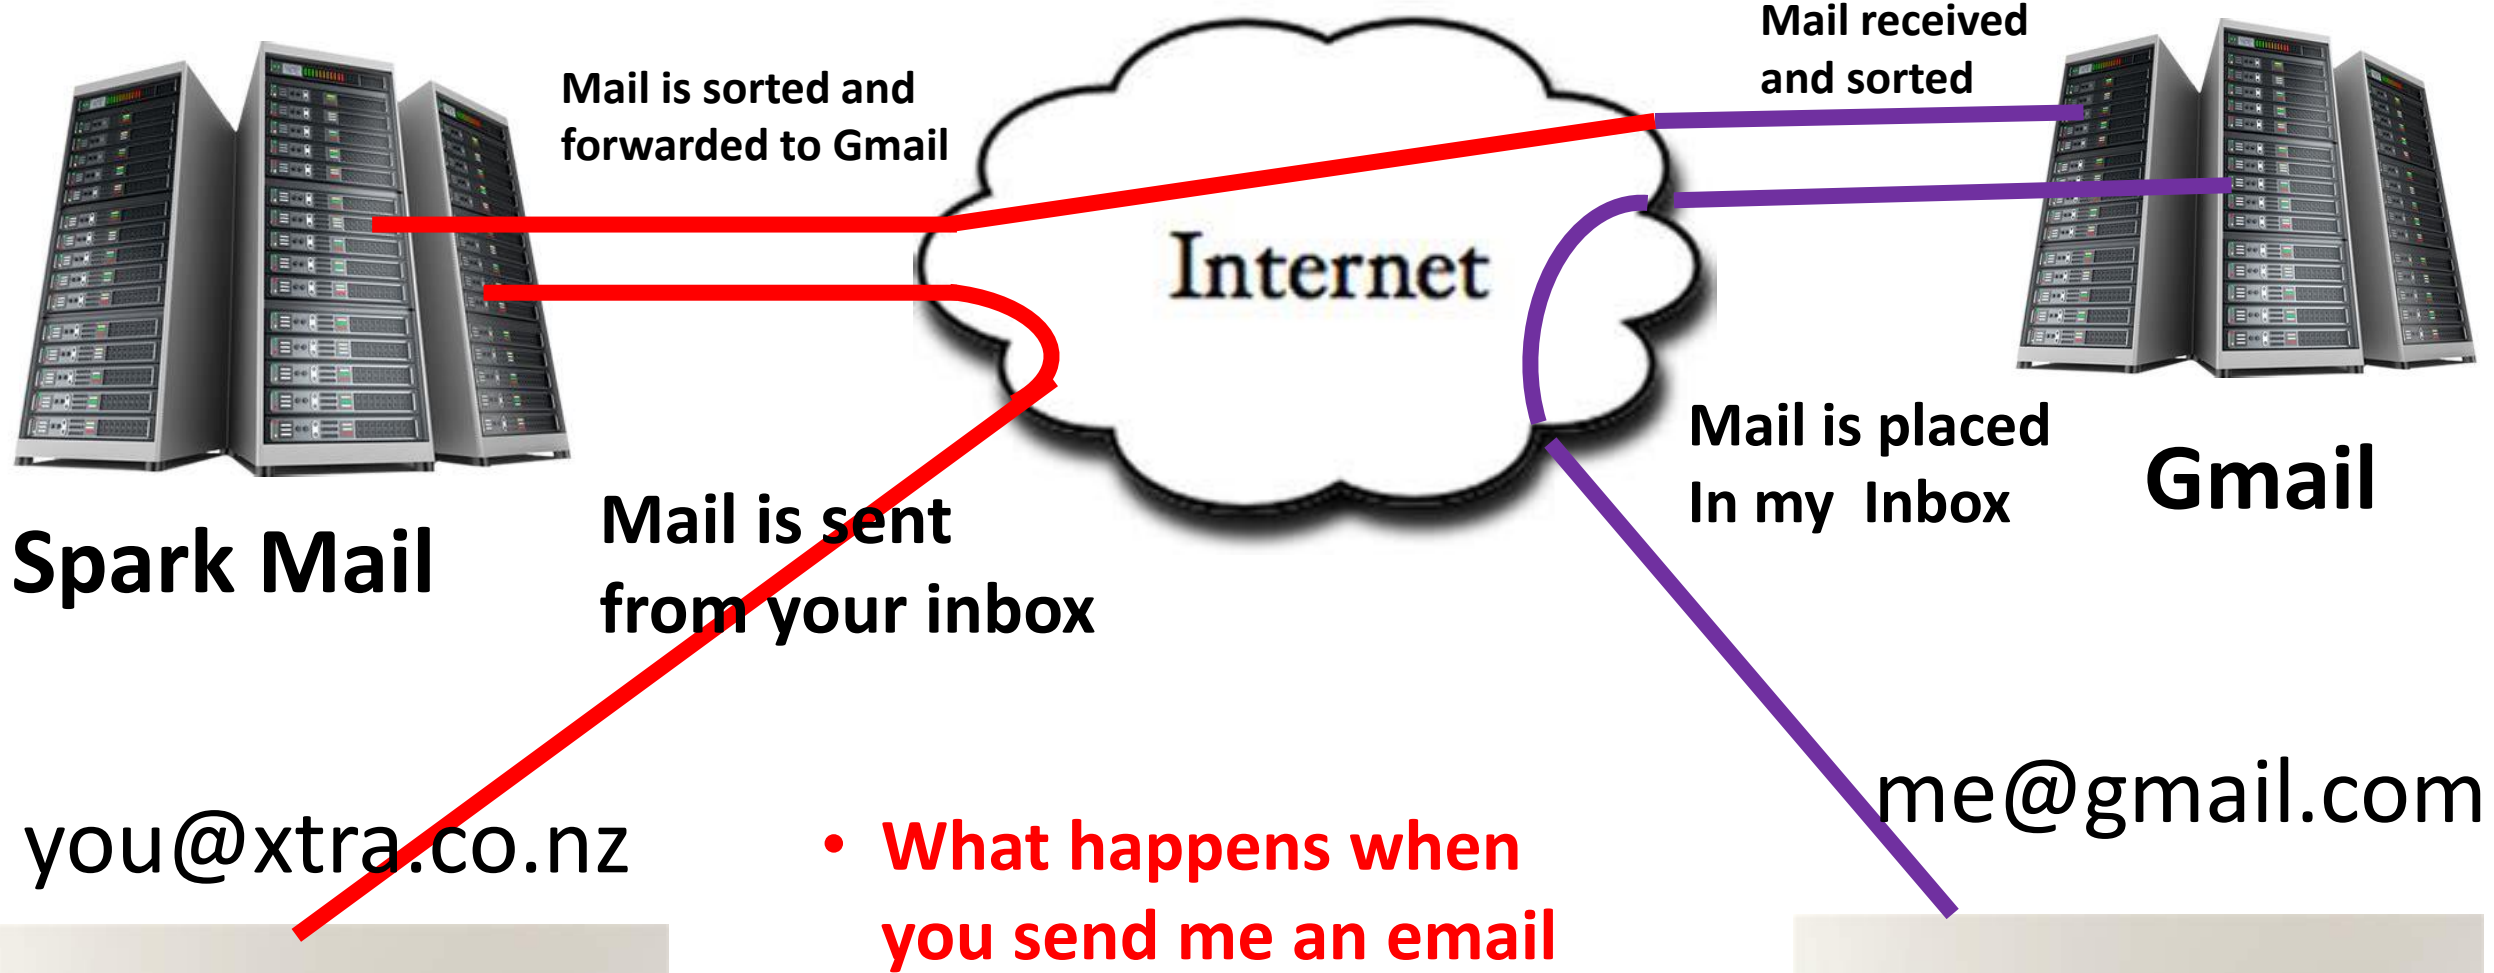 Mail received
and sorted
Mail is sorted and
forwarded to Gmail
Internet
Mail is placed
In my Inbox
Gmail
Mail is sent
from your inbox
Spark Mail
me@gmail.com
you@xtra.co.nz
• What happens when
you send me an email